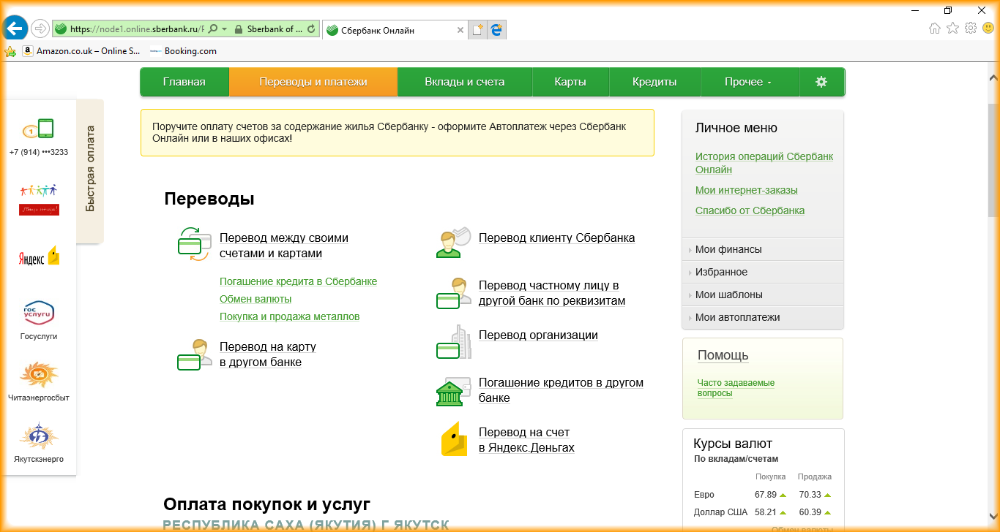 https://node1.online.sberbank.ru/
Sberbank of ...
Сбербанк Онлайн
Amazon.co.uk – Online S...
Booking.com
Главная
Переводы и платежи
Вклады и счета
Карты
Кредиты
Прочее
Быстрая оплата
+7 (914) •••3233
Яндекс
госуслуги
Госуслуги
Читаэнергосбыт
Якутскэнерго
Поручите оплату счетов за содержание жилья Сбербанку - оформите Автоплатеж через Сбербанк
Онлайн или в наших офисах!
Переводы
Перевод между своими
счетами и картами
Погашение кредита в Сбербанке
Обмен валюты
Покупка и продажа металлов
Перевод на карту
в другом банке
Перевод клиенту Сбербанка
Перевод частному лицу в
другой банк по реквизитам
Перевод организации
Погашение кредитов в другом
банке
Перевод на счет
в Яндекс.Деньгах
Оплата покупок и услуг
РЕСПУБЛИКА САХА (ЯКУТИЯ) Г ЯКУТСК
Личное меню
История операций Сбербанк
Онлайн
Мои интернет-заказы
Спасибо от Сбербанка
Мои финансы
Избранное
Мои шаблоны
Мои автоплатежи
Помощь
Часто задаваемые
вопросы
Курсы валют
По вкладам/счетам
Покупка Продажа
Евро 67.89 70.33
Доллар США 58.21 60.39
Обмен валюты